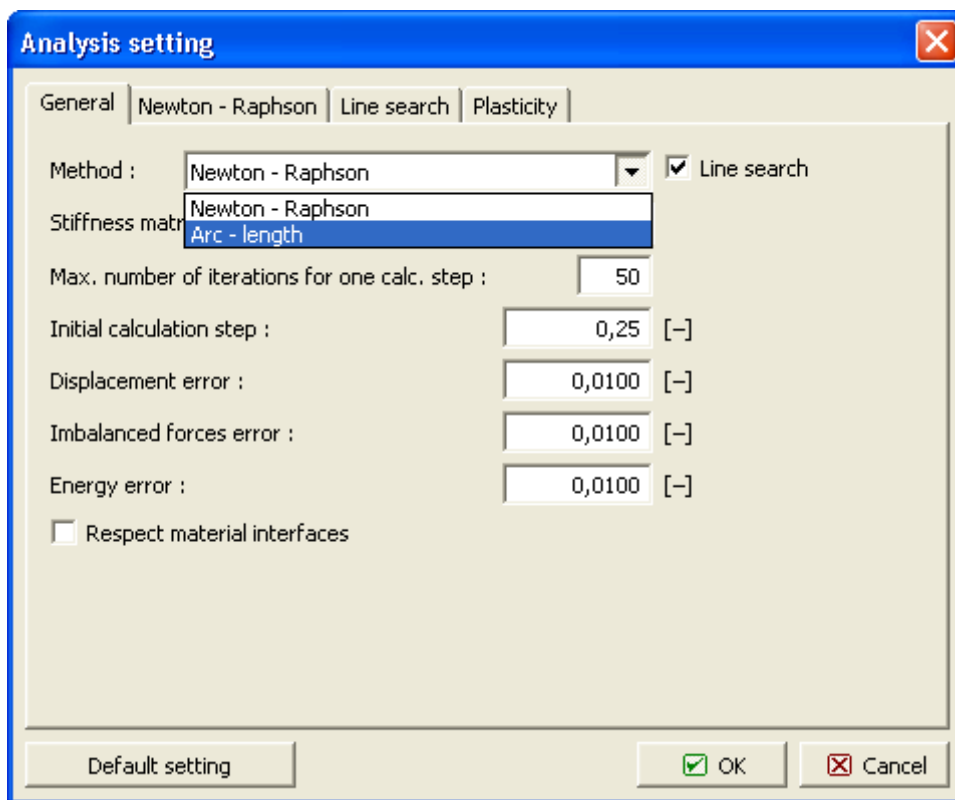 Analysis setting
General Newton - Raphson Line search Plasticity
Method : Newton - Raphson Line search
Newton - Raphson
Stiffness
Arc - length
Max. number of iterations for one calc. step : 50
Initial calculation step : 0,25 [–]
Displacement error : 0,0100 [–]
Imbalanced forces error : 0,0100 [–]
Energy error : 0,0100 [–]
Respect material interfaces
Default setting OK Cancel